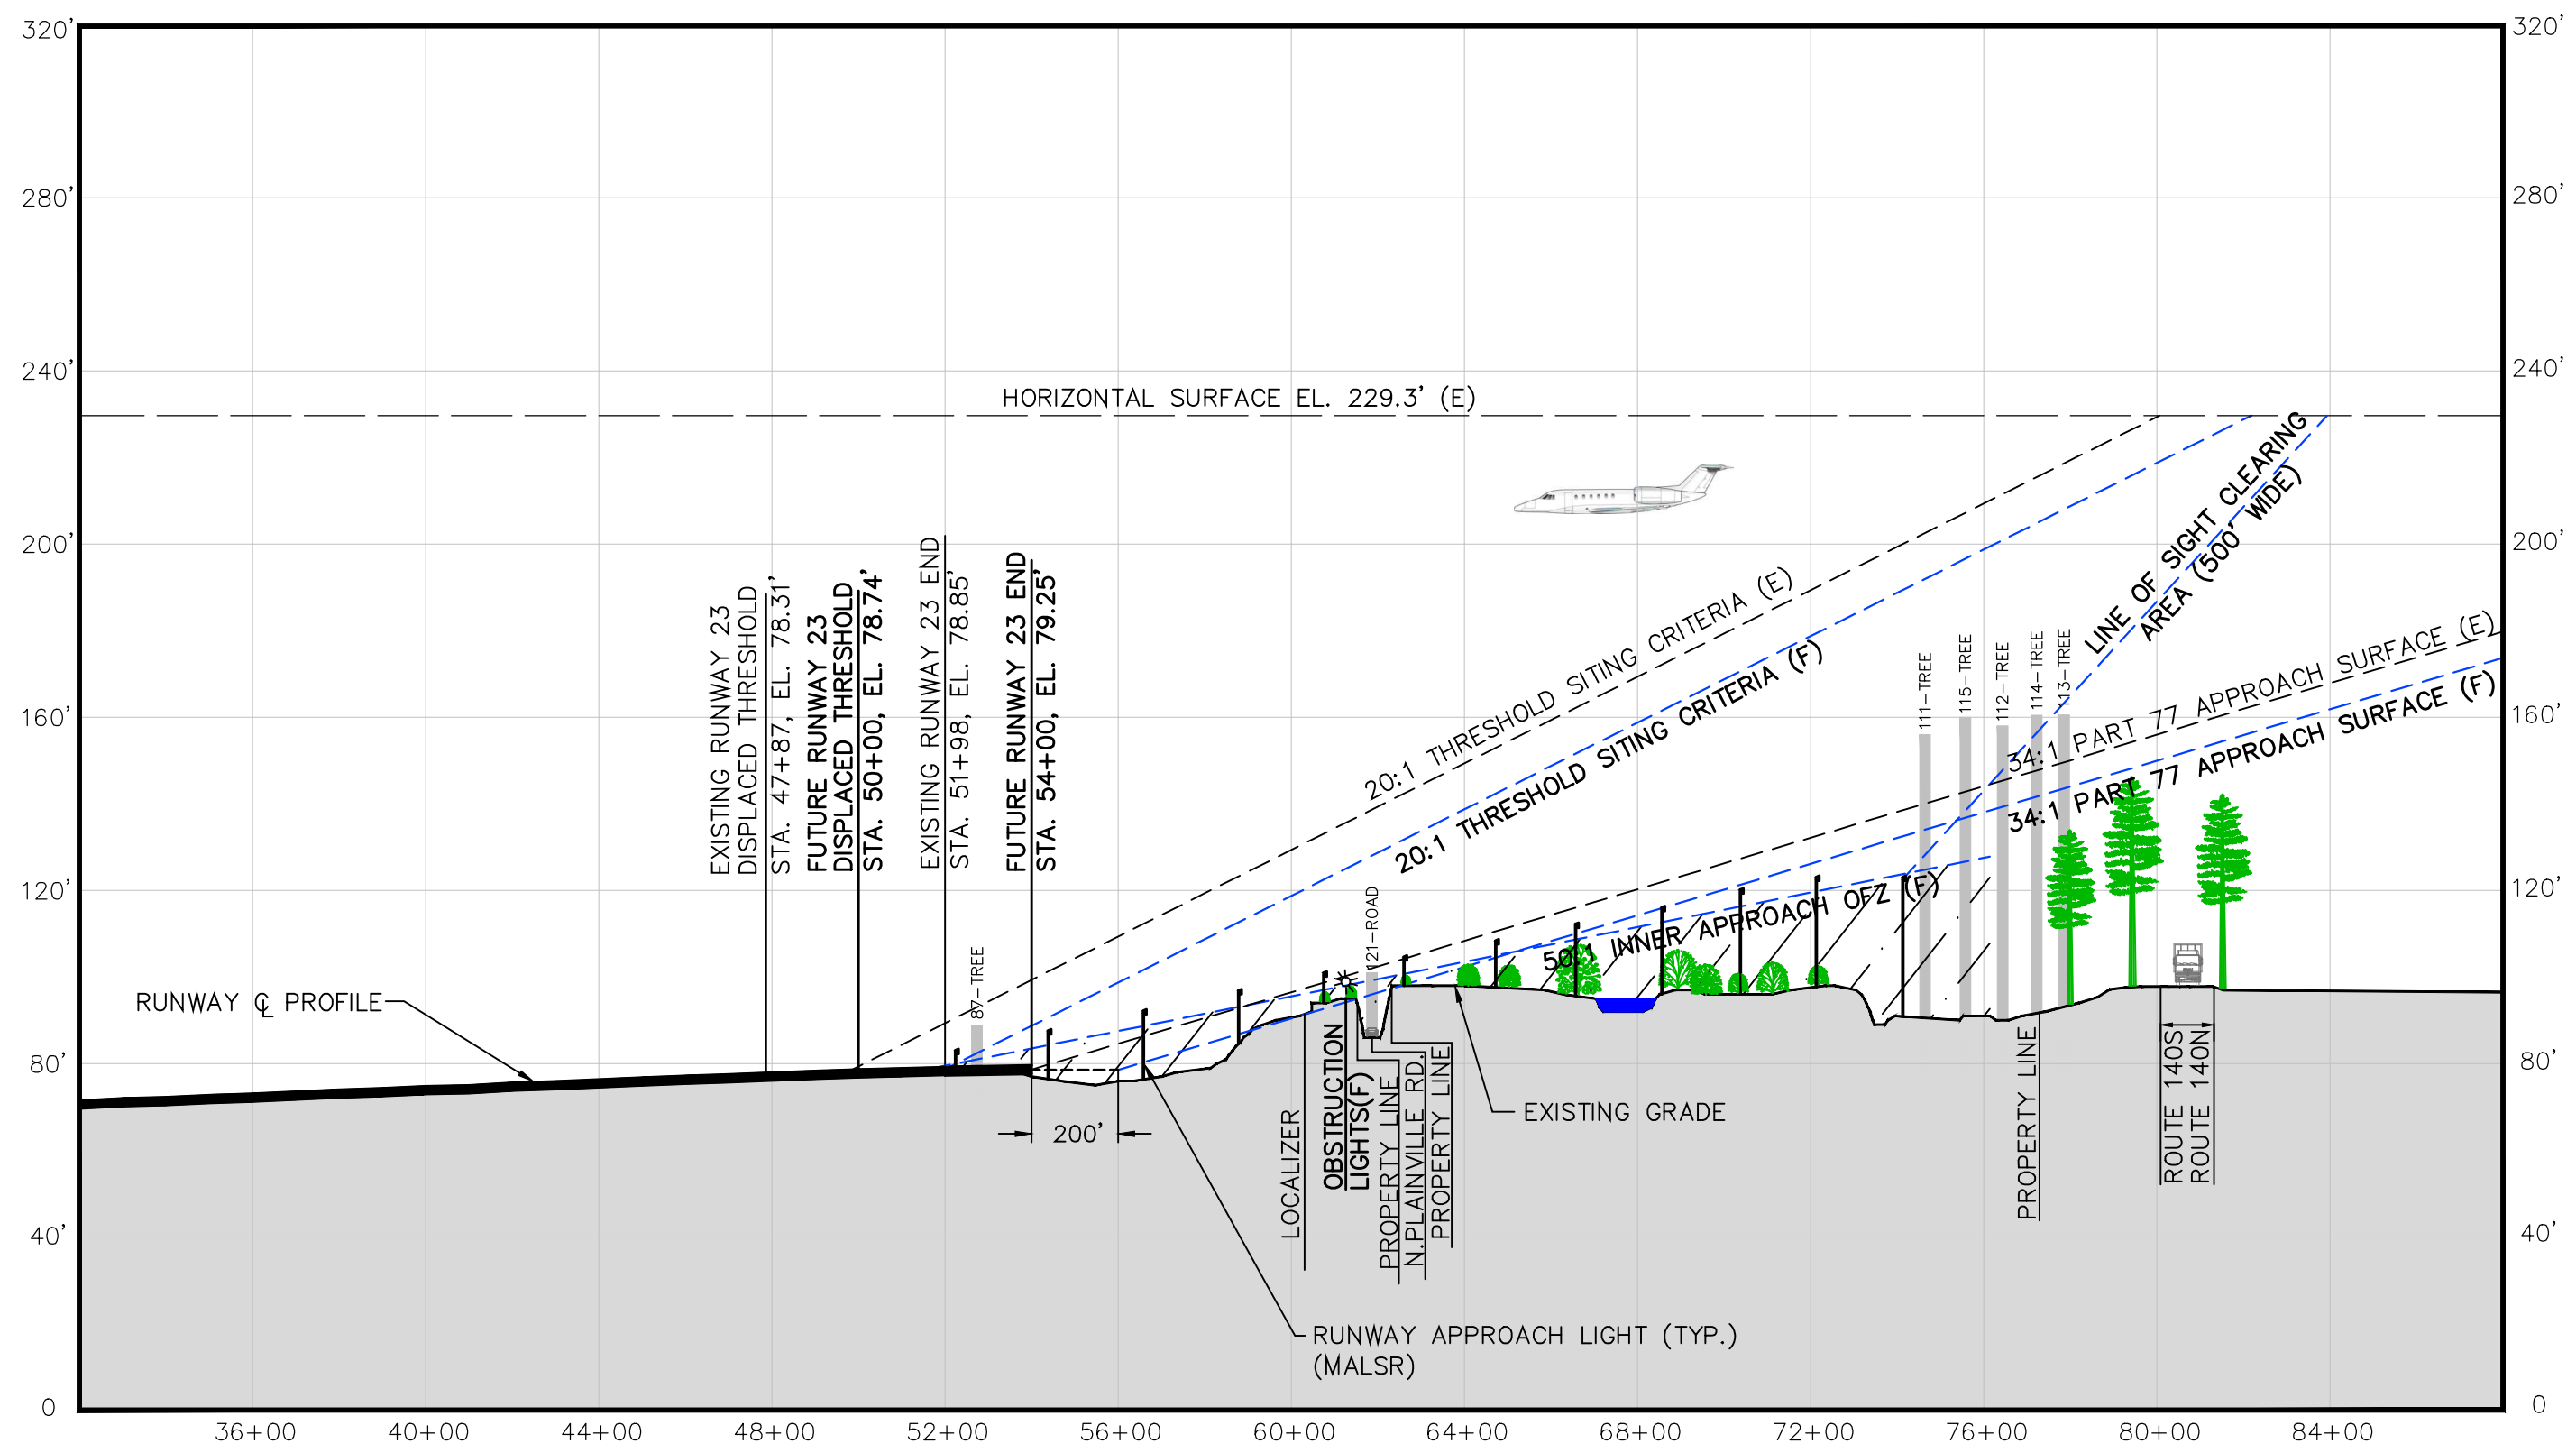 320'
320'
280'
280'
240'
240'
HORIZONTAL SURFACE EL. 229.3' (E)
200'
200'
160'
160'
120'
120'
80'
80'
40'
40'
0
0
20:1 THRESHOLD SITING CRITERIA (E)
20:1 THRESHOLD SITING CRITERIA (F)
LINE OF SIGHT CLEARING
AREA (500' WIDE)
34:1 PART 77 APPROACH SURFACE (E)
34:1 PART 77 APPROACH SURFACE (F)
50:1 INNER APPROACH OFZ (F)
EXISTING RUNWAY 23
DISPLACED THRESHOLD
STA. 47+87, EL. 78.31'
FUTURE RUNWAY 23
DISPLACED THRESHOLD
STA. 50+00, EL. 78.74'
EXISTING RUNWAY 23 END
STA. 51+98, EL. 78.85'
FUTURE RUNWAY 23 END
STA. 54+00, EL. 79.25'
87-TREE
121-ROAD
111-TREE
115-TREE
112-TREE
114-TREE
113-TREE
RUNWAY ℄ PROFILE
200'
LOCALIZER
OBSTRUCTION
LIGHTS(F)
PROPERTY LINE
N.PLAINVILLE RD.
PROPERTY LINE
EXISTING GRADE
PROPERTY LINE
ROUTE 140S
ROUTE 140N
RUNWAY APPROACH LIGHT (TYP.)
(MALSR)
36+00
40+00
44+00
48+00
52+00
56+00
60+00
64+00
68+00
72+00
76+00
80+00
84+00